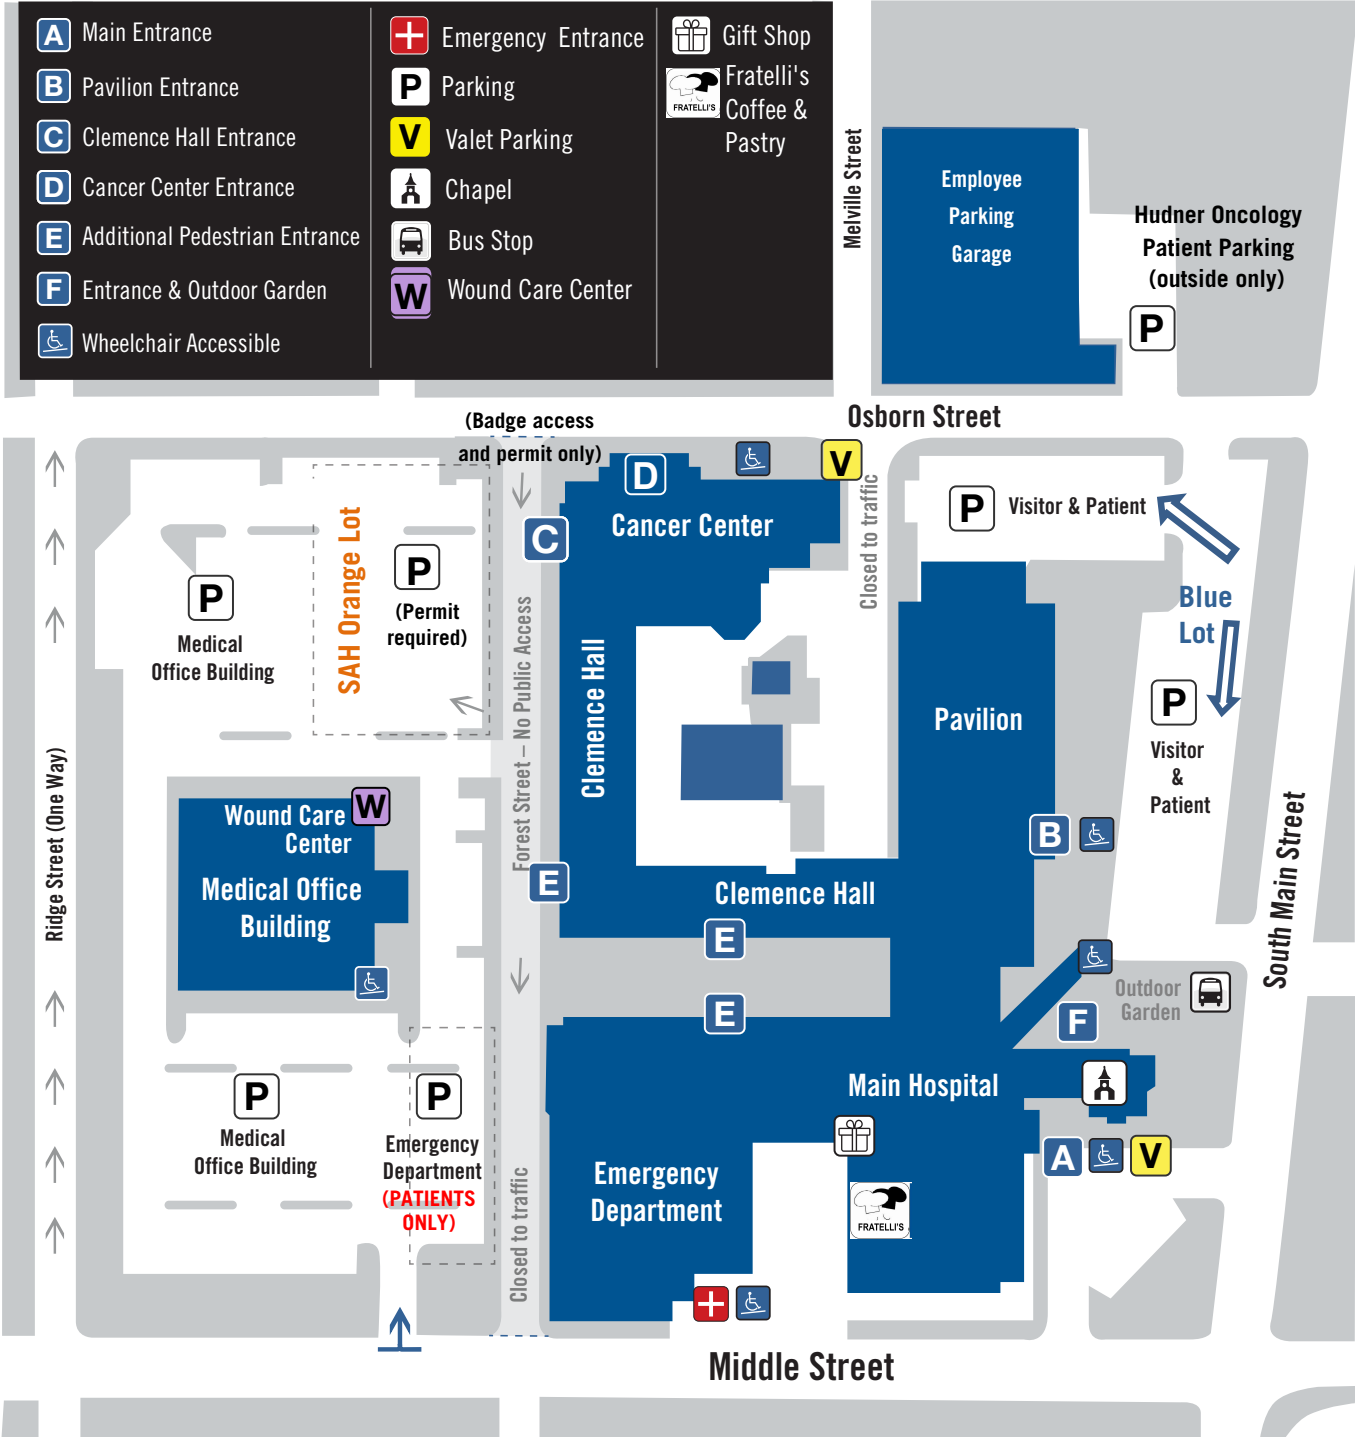 A Main Entrance
B Pavilion Entrance
C Clemence Hall Entrance
D Cancer Center Entrance
E Additional Pedestrian Entrance
F Entrance & Outdoor Garden
Wheelchair Accessible
Emergency Entrance
P Parking
V Valet Parking
Chapel
Bus Stop
W Wound Care Center
Gift Shop
FRATELLI'S
Fratelli's
Coffee &
Pastry
Melville Street
Employee
Parking
Garage
Hudner Oncology
Patient Parking
(outside only)
P
Osborn Street
(Badge access
and permit only)
D
V
Cancer Center
C
Closed to traffic
P Visitor & Patient
Blue
Lot
P
Visitor
&
Patient
SAH Orange Lot
P
(Permit
required)
P
Medical
Office Building
Forest Street – No Public Access
Clemence Hall
Pavilion
Ridge Street (One Way)
Wound Care
Center
W
Medical Office
Building
B
E
Clemence Hall
E
E
South Main Street
Outdoor
Garden
F
Main Hospital
P
Medical
Office Building
P
Emergency
Department
(PATIENTS
ONLY)
Closed to traffic
Emergency
Department
FRATELLI'S
A
V
Middle Street